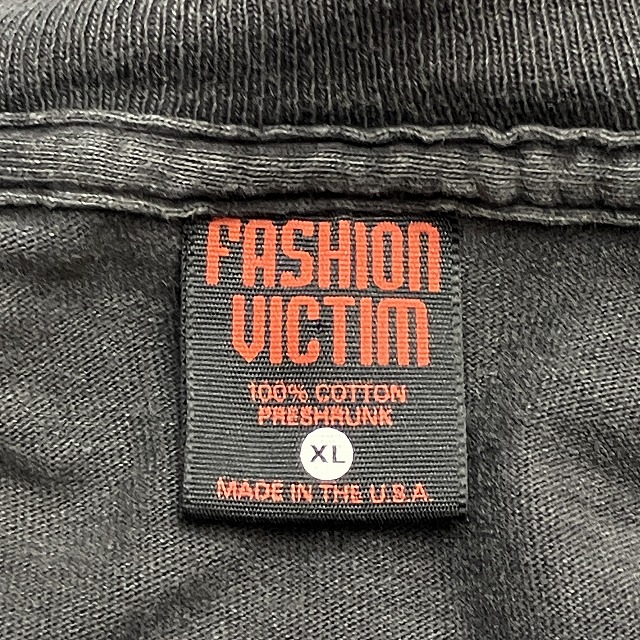 FASHION
VICTIM
100% COTTON
PRESHRUNK
XL
MADE IN THE U.S.A.